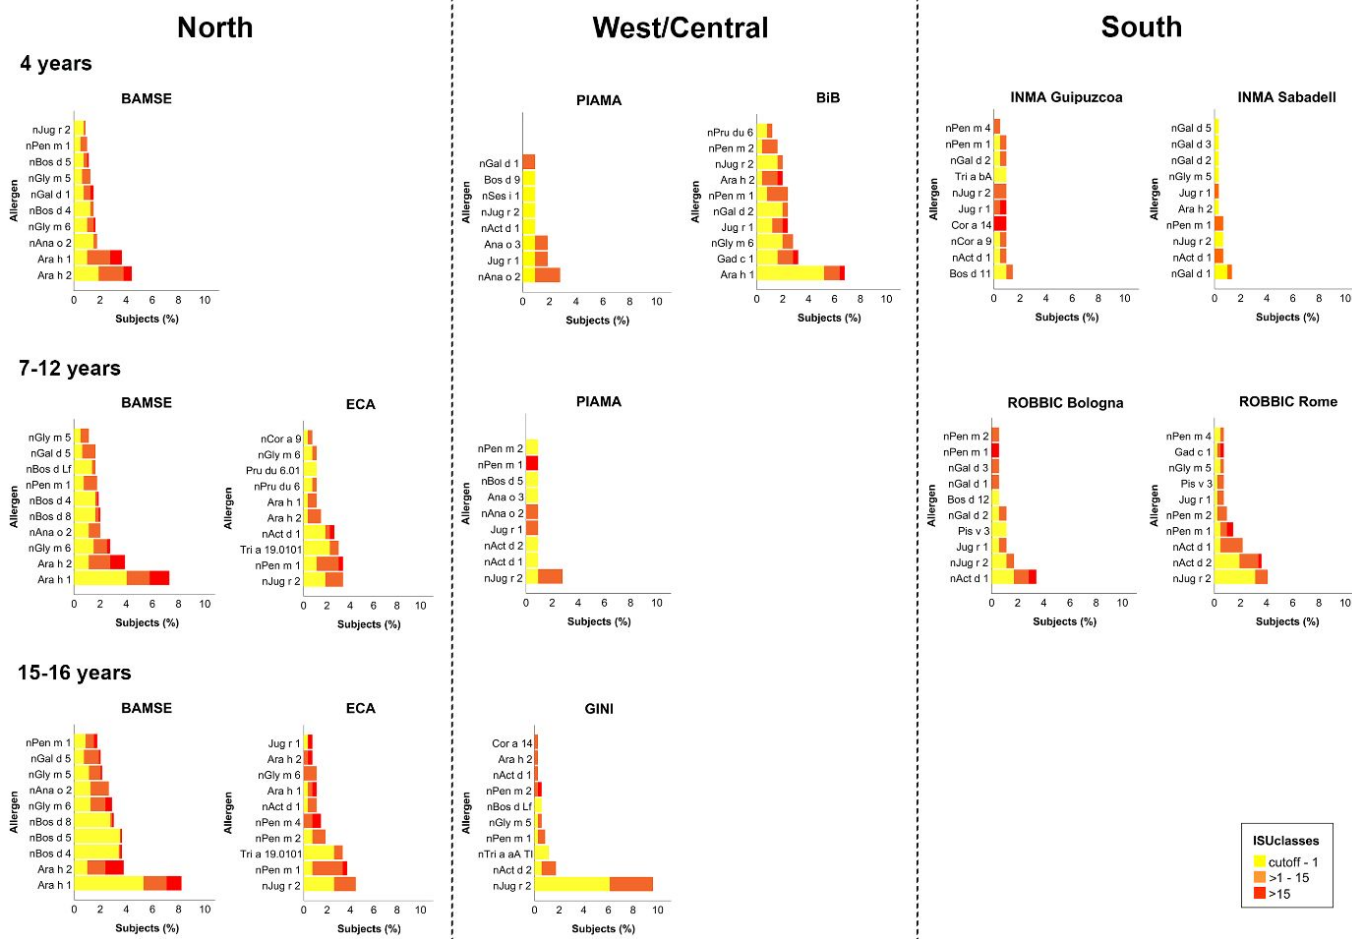 North
West/Central
South
4 years
BAMSE
Allergen
nJug r 2
nPen m 1
nBos d 5
nGly m 5
nGal d 1
nBos d 4
nGly m 6
nAna o 2
Ara h 1
Ara h 2
0 2 4 6 8 10
Subjects (%)
PIAMA
Allergen
nGal d 1
Bos d 9
nSes i 1
nJug r 2
nAct d 1
Ana o 3
Jug r 1
nAna o 2
0 2 4 6 8 10
Subjects (%)
BiB
Allergen
nPru du 6
nPen m 2
nJug r 2
Ara h 2
nPen m 1
nGal d 2
Jug r 1
nGly m 6
Gad c 1
Ara h 1
0 2 4 6 8 10
Subjects (%)
INMA Guipuzcoa
Allergen
nPen m 4
nPen m 1
nGal d 2
Tri a bA
nJug r 2
Jug r 1
Cor a 14
nCor a 9
nAct d 1
Bos d 11
0 2 4 6 8 10
Subjects (%)
INMA Sabadell
Allergen
nGal d 5
nGal d 3
nGal d 2
nGly m 5
Jug r 1
Ara h 2
nPen m 1
nJug r 2
nAct d 1
nGal d 1
0 2 4 6 8 10
Subjects (%)
7-12 years
BAMSE
Allergen
nGly m 5
nGal d 5
nBos d Lf
nPen m 1
nBos d 4
nBos d 8
nAna o 2
nGly m 6
Ara h 2
Ara h 1
0 2 4 6 8 10
Subjects (%)
ECA
Allergen
nCor a 9
nGly m 6
Pru du 6.01
nPru du 6
Ara h 1
Ara h 2
nAct d 1
Tri a 19.0101
nPen m 1
nJug r 2
0 2 4 6 8 10
Subjects (%)
PIAMA
Allergen
nPen m 2
nPen m 1
nBos d 5
Ana o 3
nAna o 2
Jug r 1
nAct d 2
nAct d 1
nJug r 2
0 2 4 6 8 10
Subjects (%)
ROBBIC Bologna
Allergen
nPen m 2
nPen m 1
nGal d 3
nGal d 1
Bos d 12
nGal d 2
Pis v 3
Jug r 1
nJug r 2
nAct d 1
0 2 4 6 8 10
Subjects (%)
ROBBIC Rome
Allergen
nPen m 4
Gad c 1
nGly m 5
Pis v 3
Jug r 1
nPen m 2
nPen m 1
nAct d 1
nAct d 2
nJug r 2
0 2 4 6 8 10
Subjects (%)
15-16 years
BAMSE
Allergen
nPen m 1
nGal d 5
nGly m 5
nAna o 2
nGly m 6
nBos d 8
nBos d 5
nBos d 4
Ara h 2
Ara h 1
0 2 4 6 8 10
Subjects (%)
ECA
Allergen
Jug r 1
Ara h 2
nGly m 6
Ara h 1
nAct d 1
nPen m 4
nPen m 2
Tri a 19.0101
nPen m 1
nJug r 2
0 2 4 6 8 10
Subjects (%)
GINI
Allergen
Cor a 14
Ara h 2
nAct d 1
nPen m 2
nBos d Lf
nGly m 5
nPen m 1
nTri a aA TI
nAct d 2
nJug r 2
0 2 4 6 8 10
Subjects (%)
ISUclasses
cutoff - 1
>1 - 15
>15